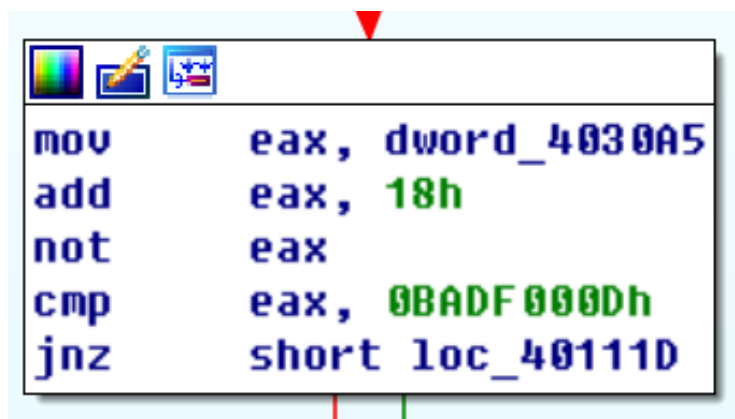 mov eax, dword_4030A5
add eax, 18h
not eax
cmp eax, 0BADF000Dh
jnz short loc_40111D